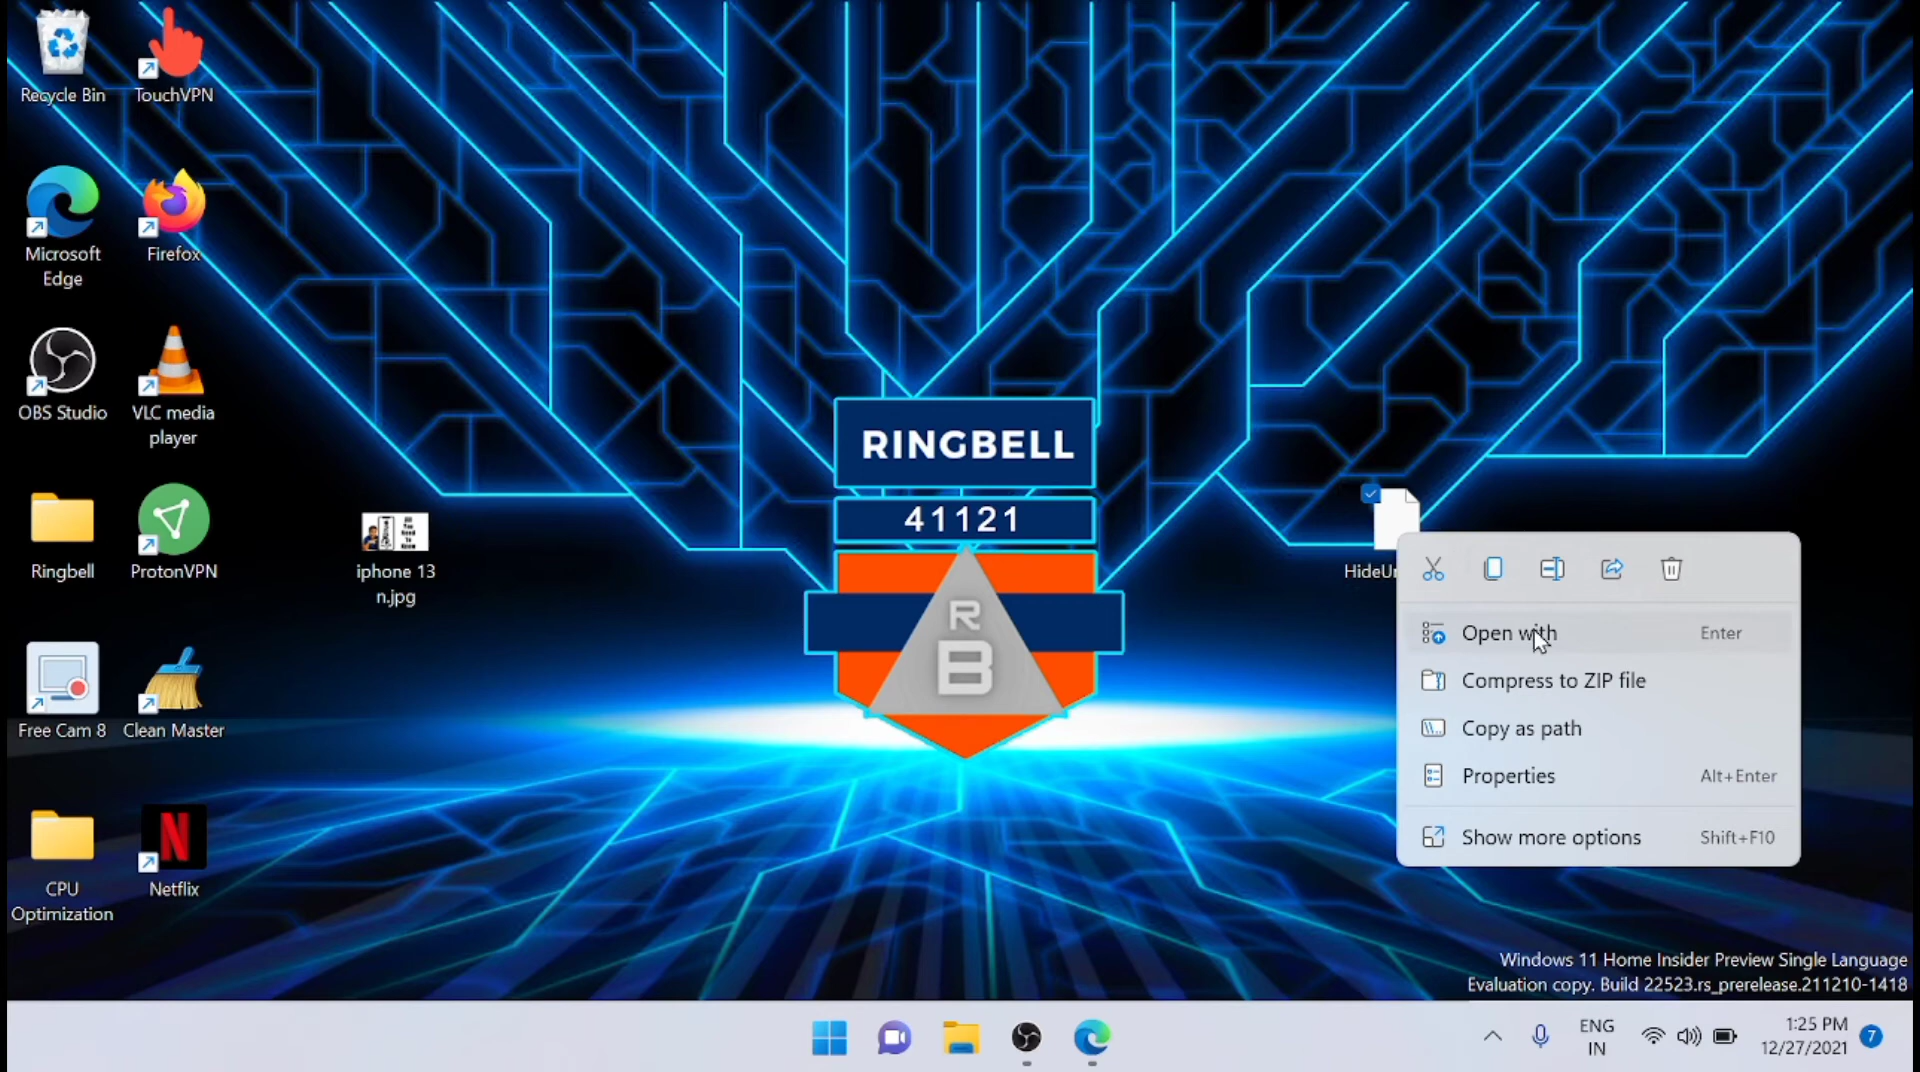 Recycle Bin
TouchVPN
Microsoft
Edge
Firefox
OBS Studio
VLC media
player
Ringbell
ProtonVPN
iphone 13
n.jpg
Free Cam 8
Clean Master
CPU
Optimization
Netflix
RINGBELL
41121
R
B
Open with Enter
Compress to ZIP file
Copy as path
Properties Alt+Enter
Show more options Shift+F10
Windows 11 Home Insider Preview Single Language
Evaluation copy. Build 22523.rs_prerelease.211210-1418
ENG
IN
1:25 PM
12/27/2021
7